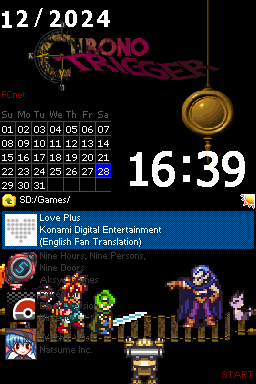 12/2024
CHRONO
TRIGGER
FCnet
Su Mo Tu We Th Fr Sa
01 02 03 04 05 06 07
08 09 10 11 12 13 14
15 16 17 18 19 20 21
22 23 24 25 26 27 28
29 30 31
16:39
SD:/Games/
Love Plus
Konami Digital Entertainment
(English Fan Translation)
Nine Hours, Nine Persons,
Nine Doors
Aksys
Natsume Inc.
START